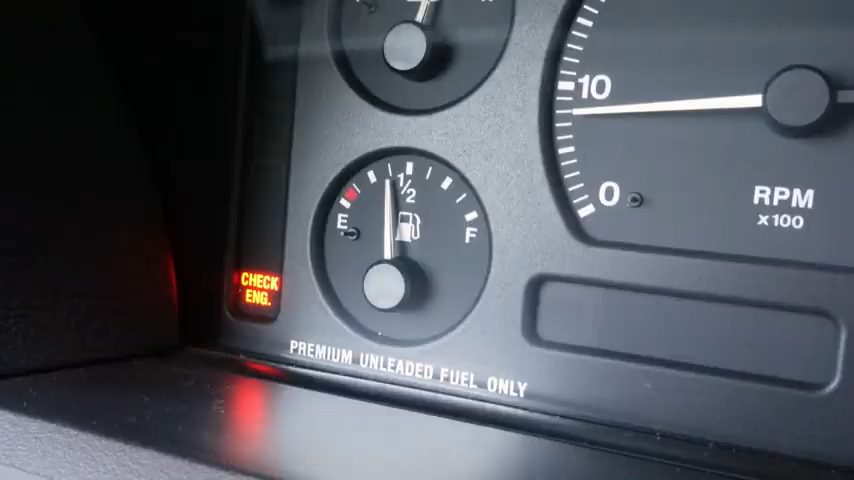 10
1/2
E
F
0
RPM
x100
CHECK
ENG.
PREMIUM UNLEADED FUEL ONLY